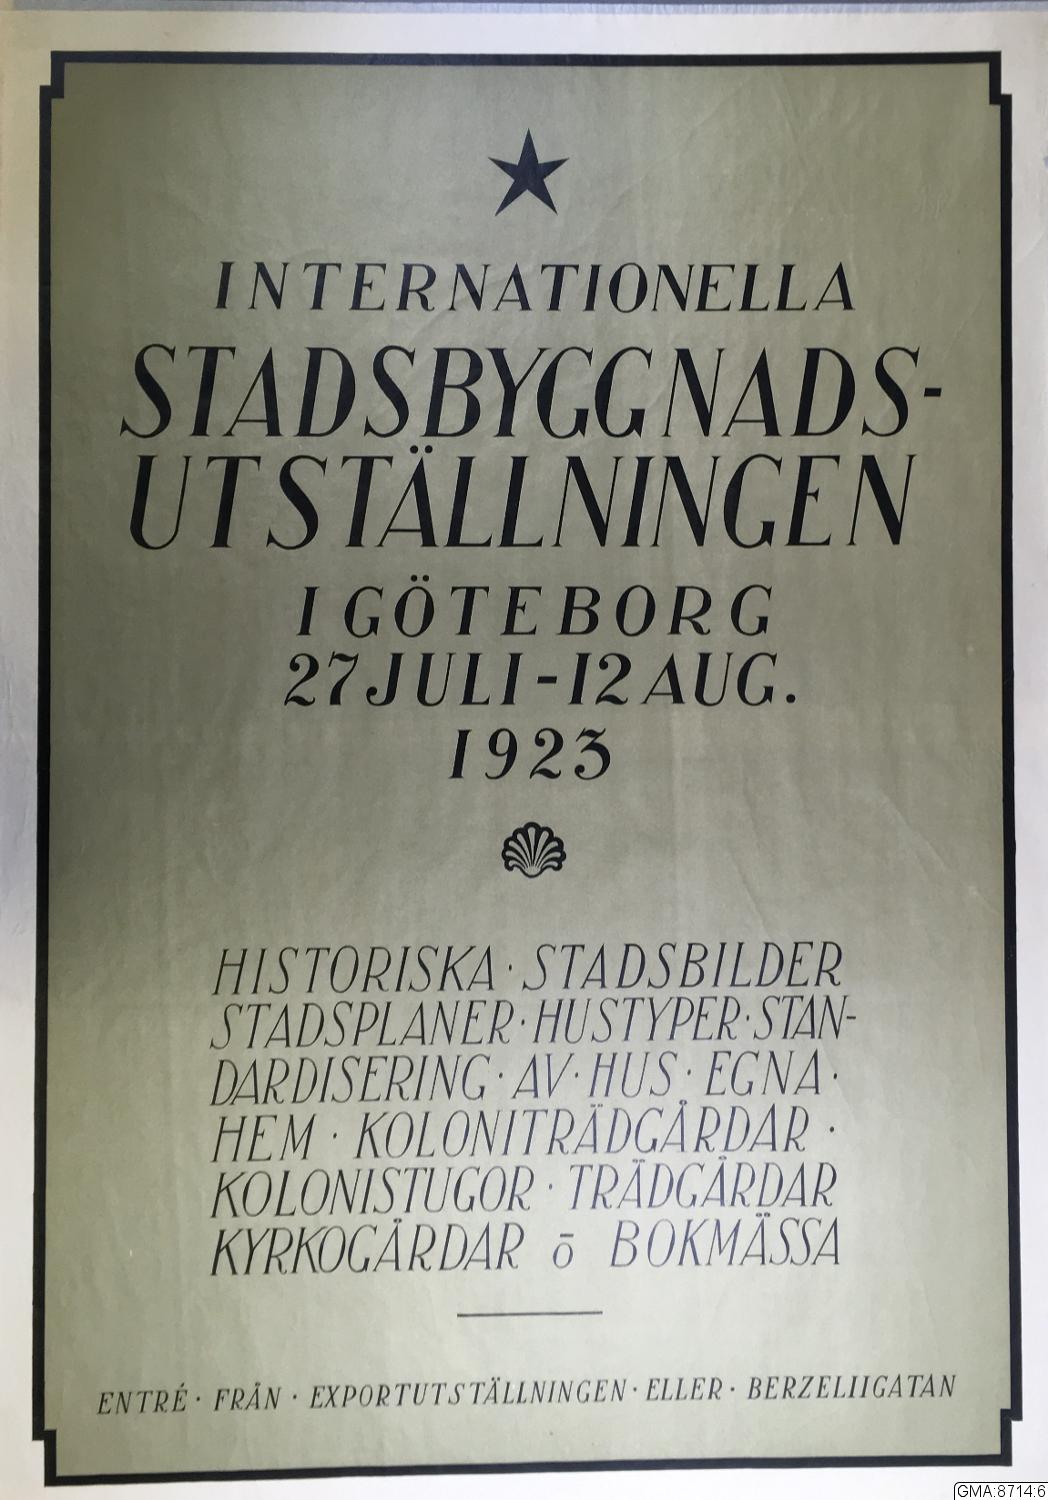 INTERNATIONELLA
STADSBYGGNADS-
UTSTÄLLNINGEN
I GÖTEBORG
27 JULI - 12 AUG.
1923
HISTORISKA · STADSBILDER
STADSPLANER · HUSTYPER · STAN-
DARDISERING · AV · HUS · EGNA ·
HEM · KOLONITRÄDGÅRDAR ·
KOLONISTUGOR · TRÄDGÅRDAR
KYRKOGÅRDAR ō BOKMÄSSA
ENTRÉ · FRÅN · EXPORTUTSTÄLLNINGEN · ELLER · BERZELIIGATAN
GMA:8714:6